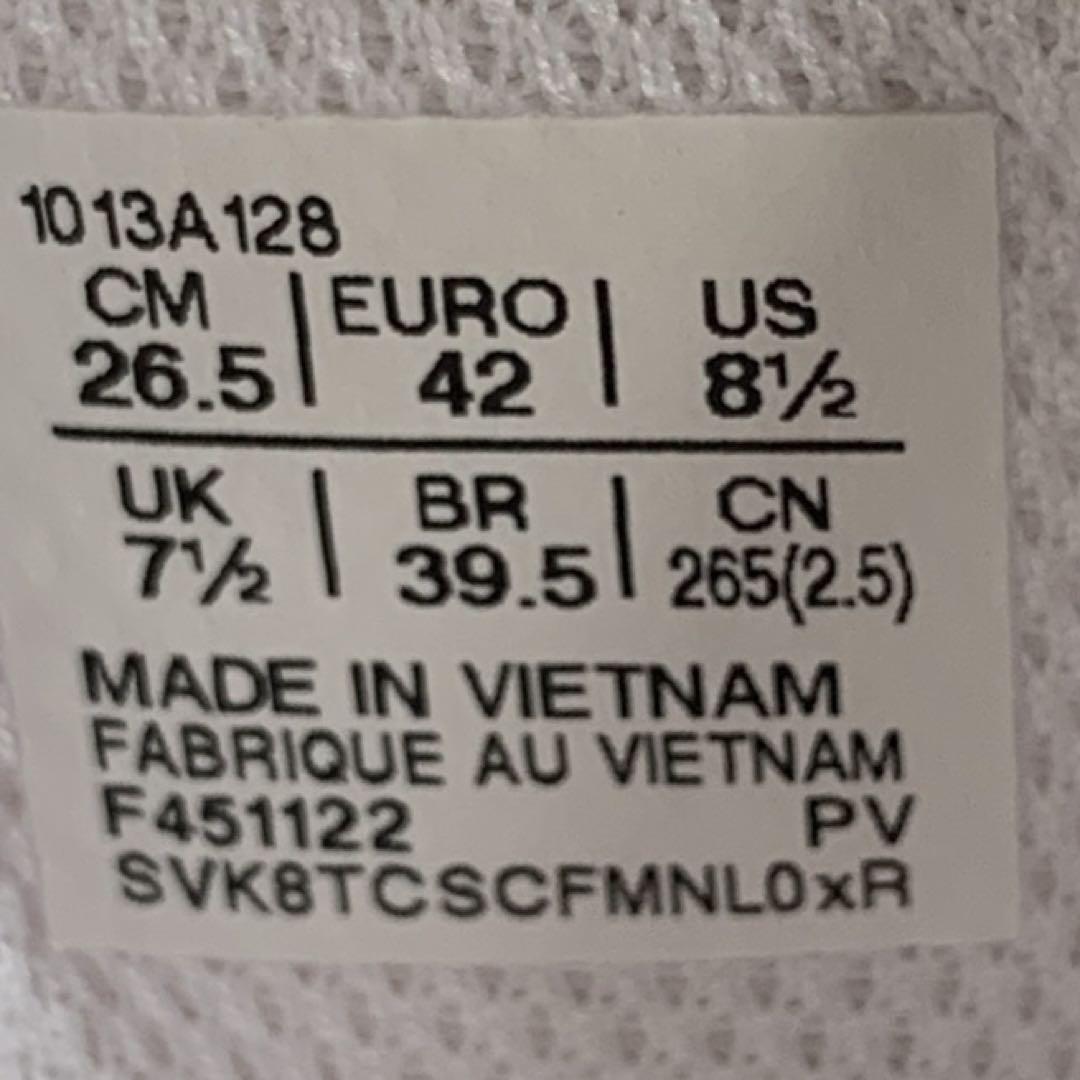 1013A128
CM | EURO | US
26.5 | 42 | 8½
UK | BR | CN
7½ | 39.5 | 265(2.5)
MADE IN VIETNAM
FABRIQUE AU VIETNAM
F451122 PV
SVK8TCSCFMNL0xR